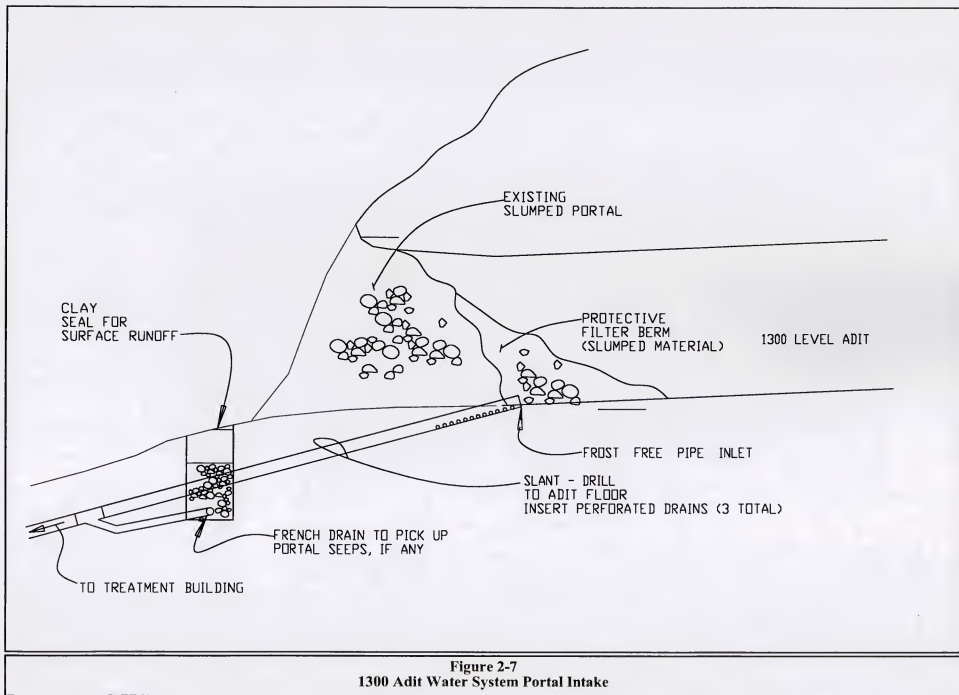 EXISTING
SLUMPED PORTAL
CLAY
SEAL FOR
SURFACE RUNOFF
PROTECTIVE
FILTER BERM
(SLUMPED MATERIAL)
1300 LEVEL ADIT
FROST FREE PIPE INLET
SLANT - DRILL
TO ADIT FLOOR
INSERT PERFORATED DRAINS (3 TOTAL)
FRENCH DRAIN TO PICK UP
PORTAL SEEPS, IF ANY
TO TREATMENT BUILDING
Figure 2-7
1300 Adit Water System Portal Intake